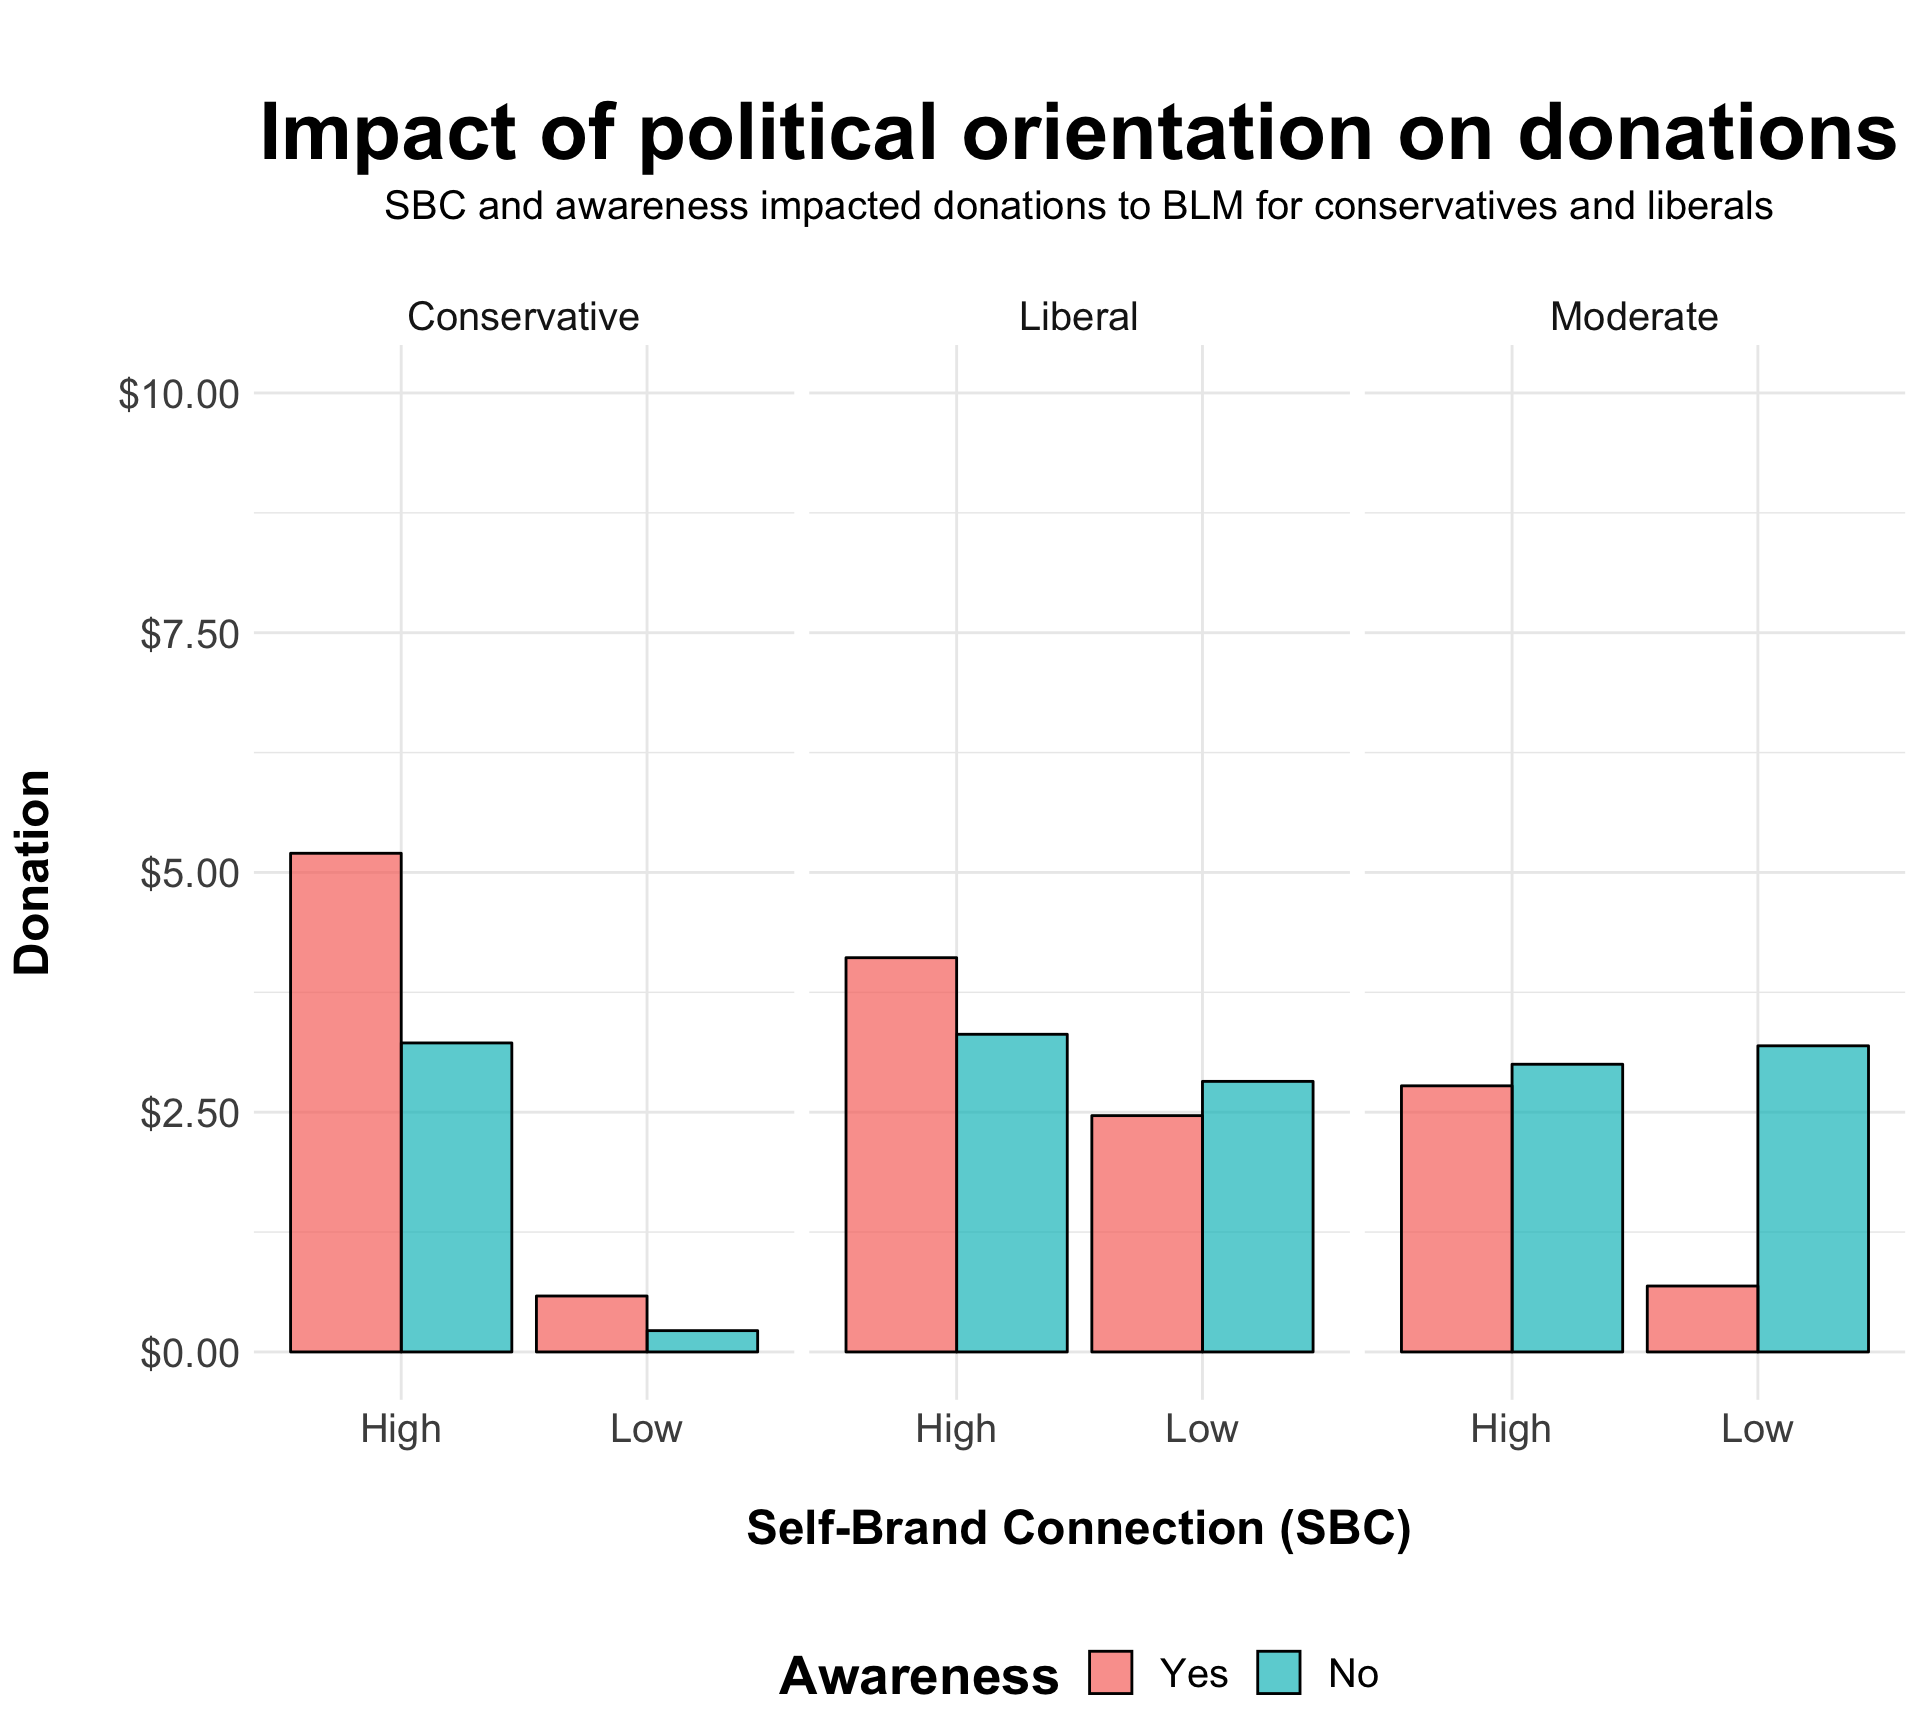 Impact of political orientation on donations
SBC and awareness impacted donations to BLM for conservatives and liberals
Conservative
Liberal
Moderate
$10.00
$7.50
$5.00
$2.50
$0.00
Donation
High
Low
High
Low
High
Low
Self-Brand Connection (SBC)
Awareness Yes No